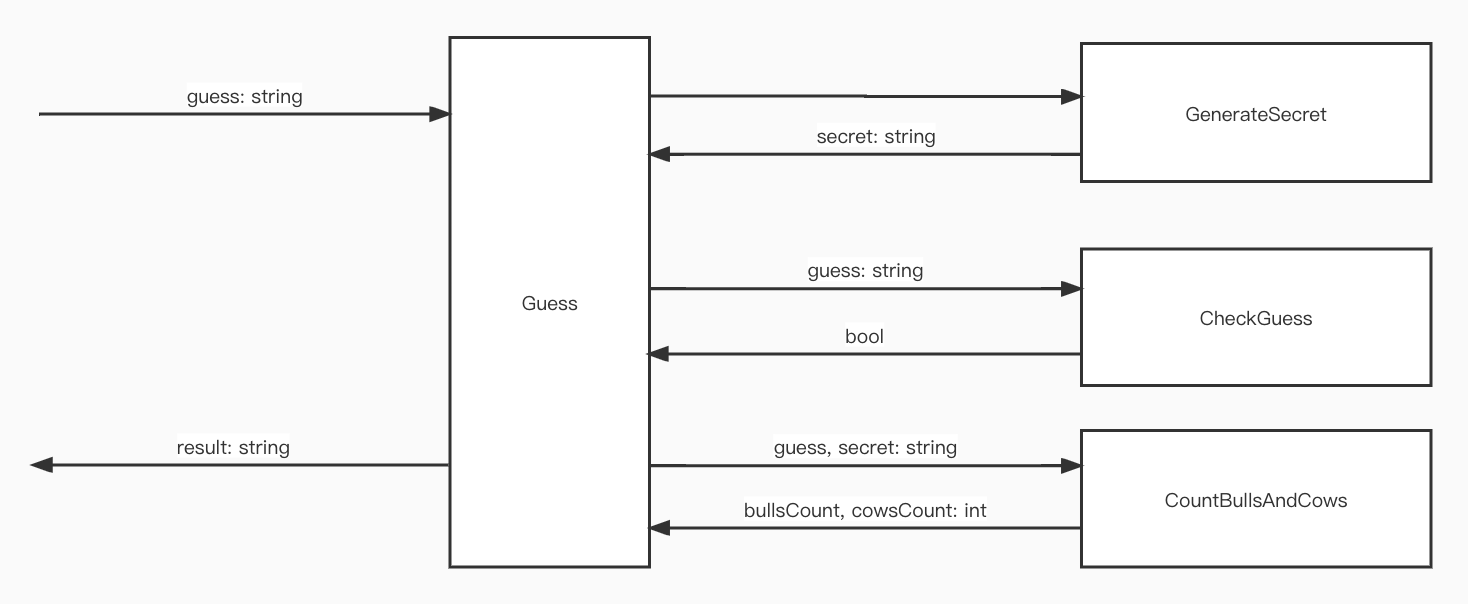 guess: string
GenerateSecret
secret: string
guess: string
Guess
CheckGuess
bool
result: string
guess, secret: string
CountBullsAndCows
bullsCount, cowsCount: int